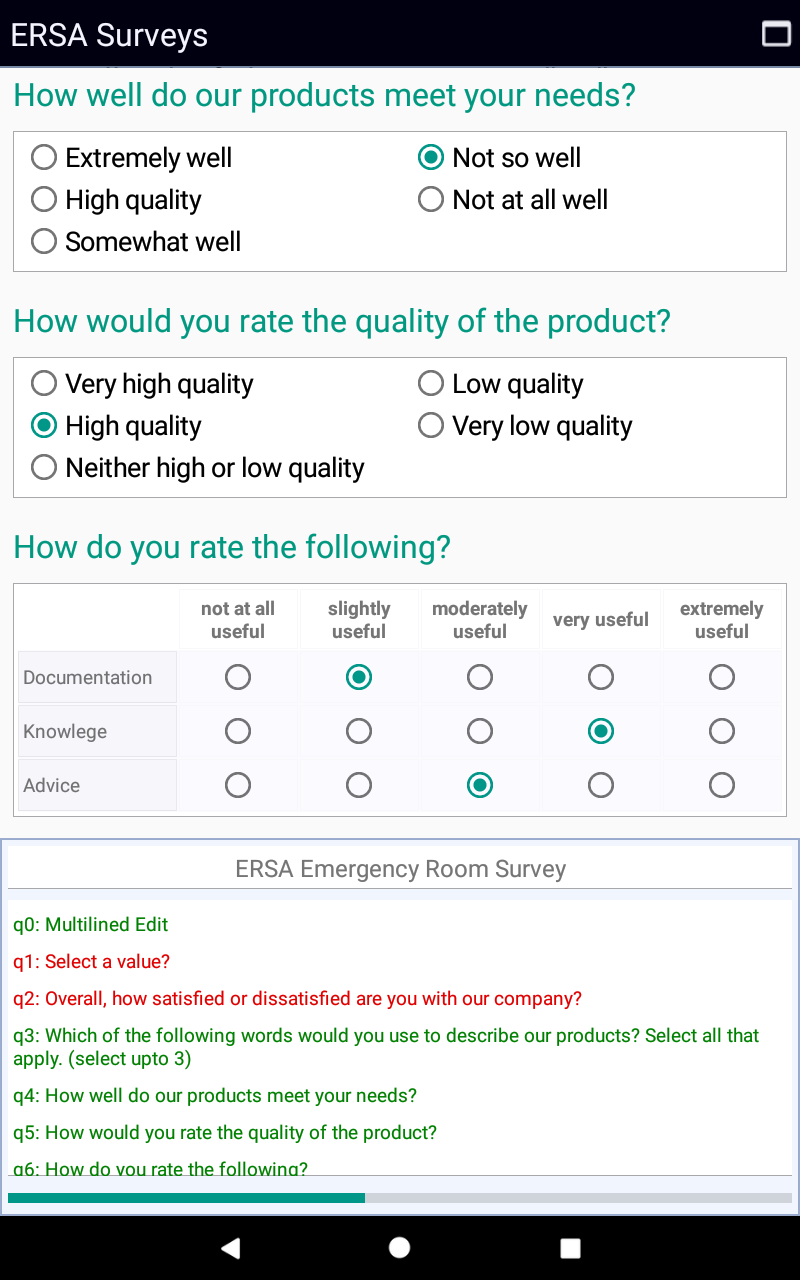 ERSA Surveys
How well do our products meet your needs?
Extremely well
Not so well
High quality
Not at all well
Somewhat well
How would you rate the quality of the product?
Very high quality
Low quality
High quality
Very low quality
Neither high or low quality
How do you rate the following?
not at all useful
slightly useful
moderately useful
very useful
extremely useful
Documentation
Knowlege
Advice
ERSA Emergency Room Survey
q0: Multilined Edit
q1: Select a value?
q2: Overall, how satisfied or dissatisfied are you with our company?
q3: Which of the following words would you use to describe our products? Select all that
apply. (select upto 3)
q4: How well do our products meet your needs?
q5: How would you rate the quality of the product?
q6: How do you rate the following?